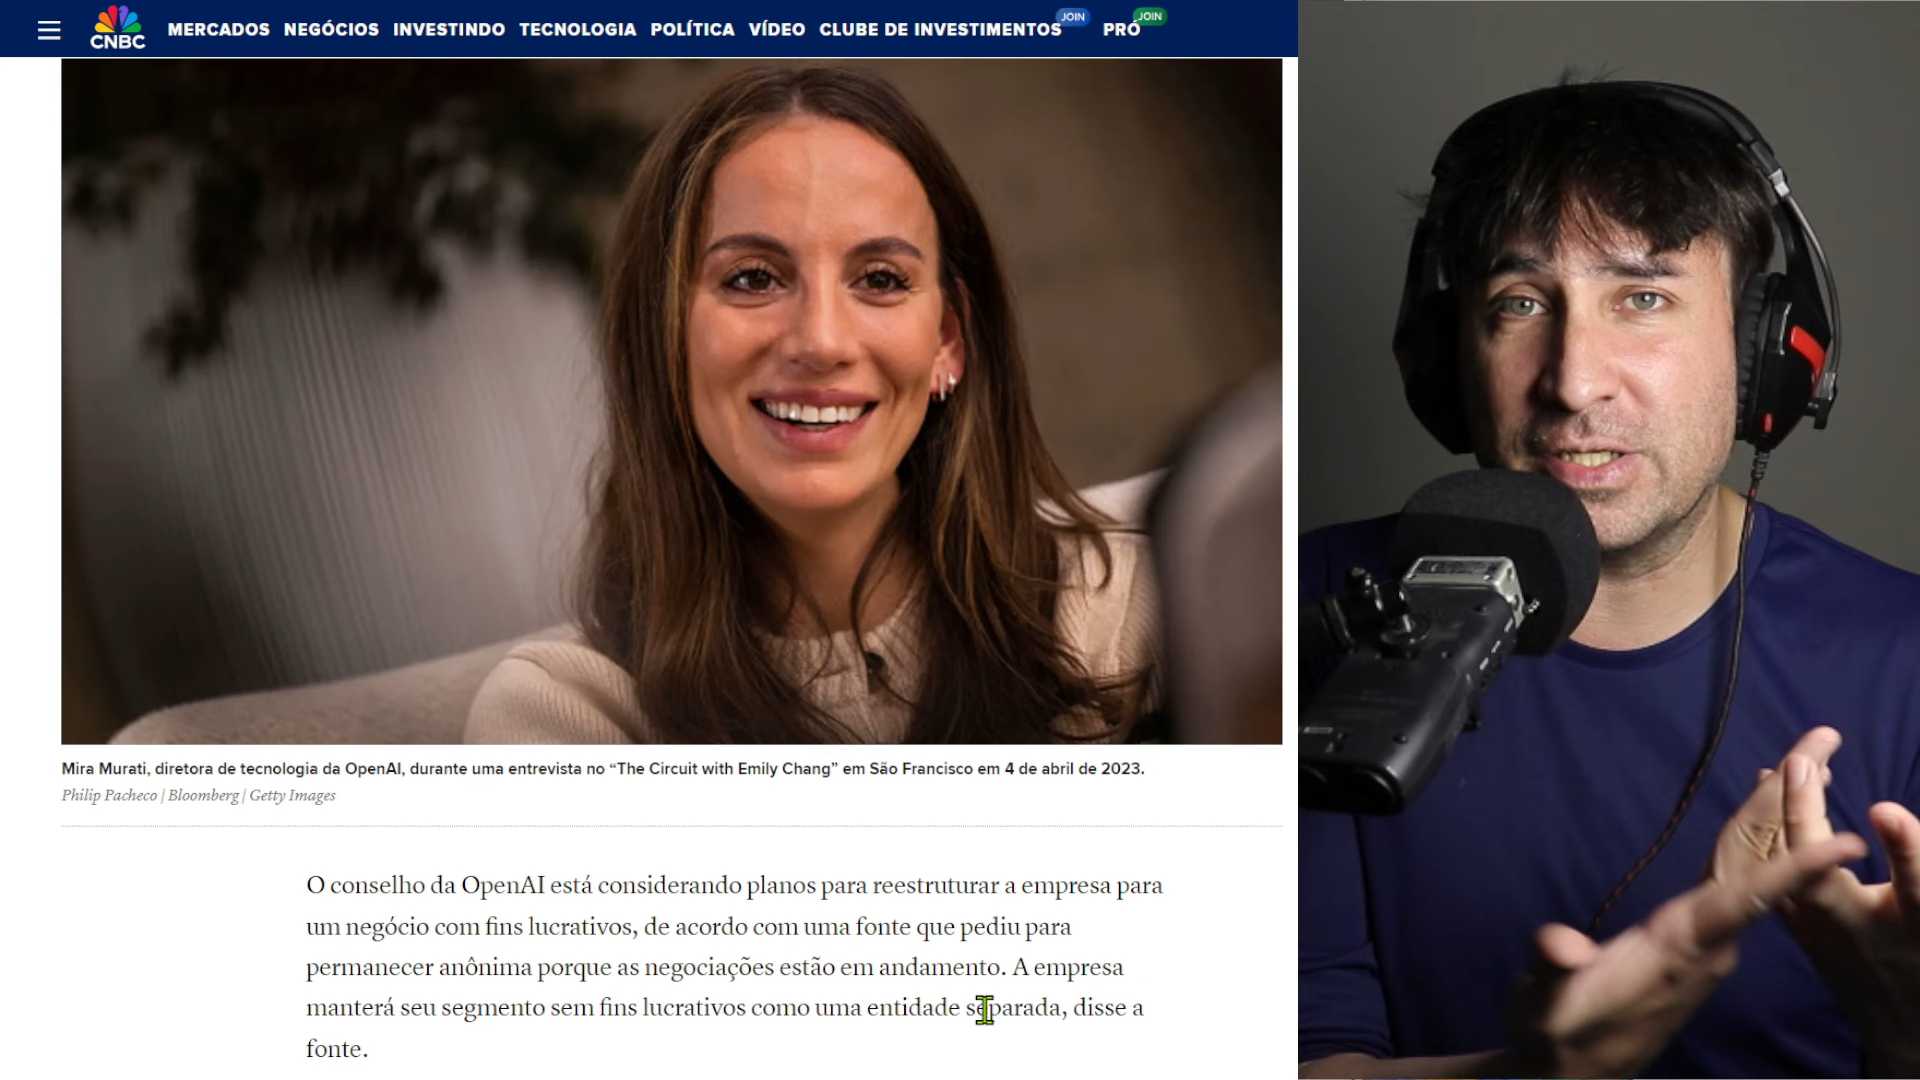 CNBC
MERCADOS NEGÓCIOS INVESTINDO TECNOLOGIA POLÍTICA VÍDEO CLUBE DE INVESTIMENTOS JOIN PRÓ JOIN
Mira Murati, diretora de tecnologia da OpenAI, durante uma entrevista no “The Circuit with Emily Chang” em São Francisco em 4 de abril de 2023.
Philip Pacheco | Bloomberg | Getty Images
O conselho da OpenAI está considerando planos para reestruturar a empresa para
um negócio com fins lucrativos, de acordo com uma fonte que pediu para
permanecer anônima porque as negociações estão em andamento. A empresa
manterá seu segmento sem fins lucrativos como uma entidade separada, disse a
fonte.